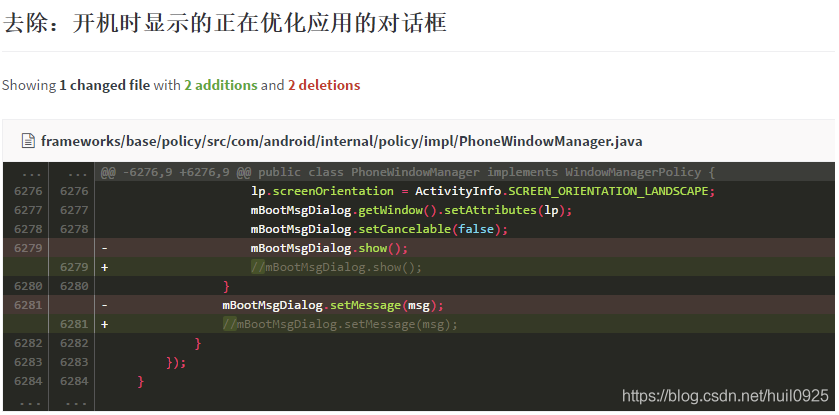 去除：开机时显示的正在优化应用的对话框
Showing 1 changed file with 2 additions and 2 deletions
frameworks/base/policy/src/com/android/internal/policy/impl/PhoneWindowManager.java
... ... @@ -6276,9 +6276,9 @@ public class PhoneWindowManager implements WindowManagerPolicy {
6276 6276 lp.screenOrientation = ActivityInfo.SCREEN_ORIENTATION_LANDSCAPE;
6277 6277 mBootMsgDialog.getWindow().setAttributes(lp);
6278 6278 mBootMsgDialog.setCancelable(false);
6279 - mBootMsgDialog.show();
6279 + //mBootMsgDialog.show();
6280 6280 }
6281 - mBootMsgDialog.setMessage(msg);
6281 + //mBootMsgDialog.setMessage(msg);
6282 6282 }
6283 6283 });
6284 6284 }
... ...
https://blog.csdn.net/huil0925